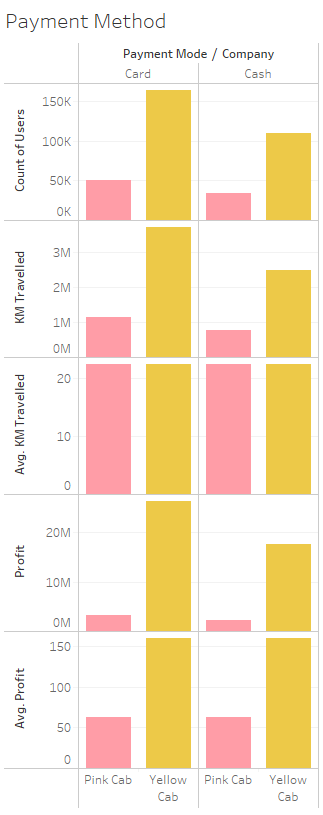 Payment Method
Payment Mode / Company
Card Cash
Count of Users
150K
100K
50K
0K
KM Travelled
3M
2M
1M
0M
Avg. KM Travelled
20
10
0
Profit
20M
10M
0M
Avg. Profit
150
100
50
0
Pink Cab Yellow Cab Pink Cab Yellow Cab